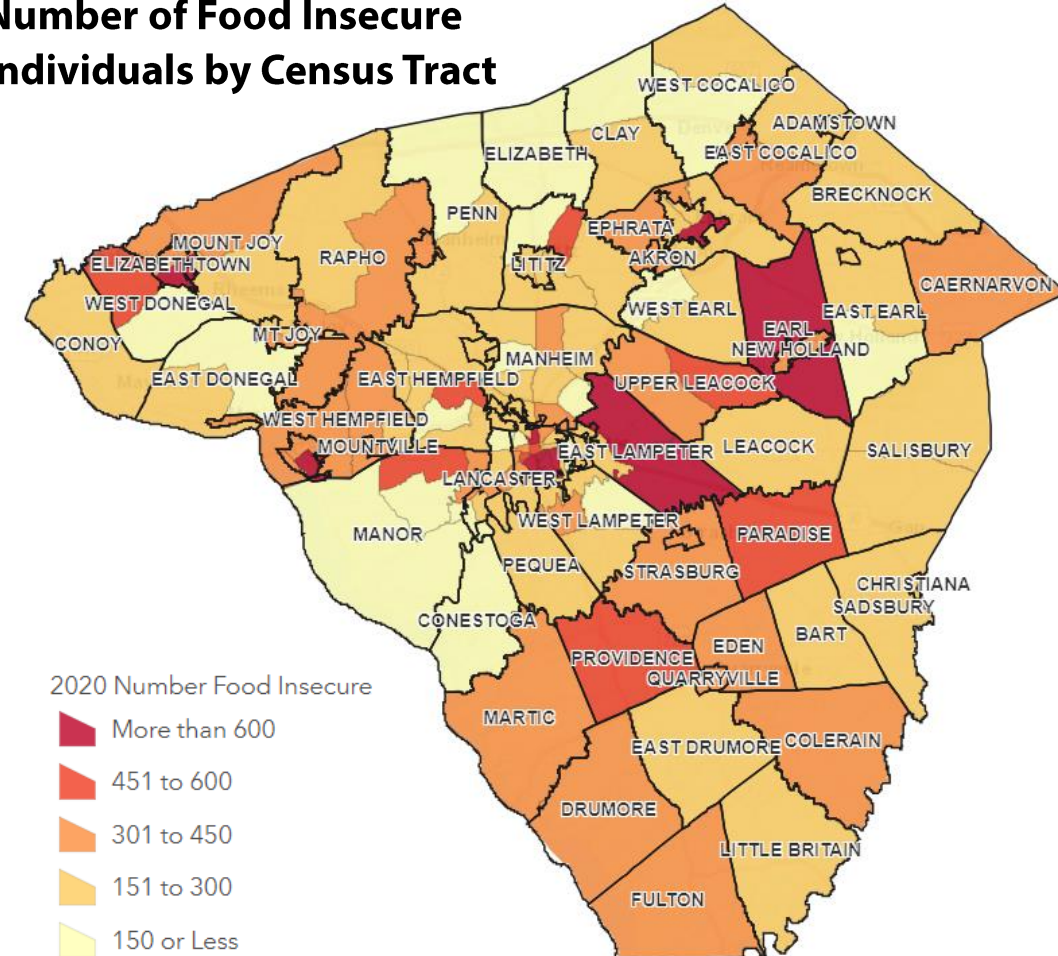 Number of Food Insecure
Individuals by Census Tract
WEST COCALICO
ADAMSTOWN
CLAY
EAST COCALICO
ELIZABETH
BRECKNOCK
PENN
EPHRATA
MOUNT JOY
RAPHO
AKRON
ELIZABETHTOWN
LITITZ
CAERNARVON
WEST DONEGAL
WEST EARL
EAST EARL
EARL
MT JOY
CONOY
NEW HOLLAND
MANHEIM
EAST DONEGAL
EAST HEMPFIELD
UPPER LEACOCK
WEST HEMPFIELD
MOUNTVILLE
LEACOCK
EAST LAMPETER
SALISBURY
LANCASTER
WEST LAMPETER
MANOR
PARADISE
PEQUEA
STRASBURG
CHRISTIANA
SADSBURY
CONESTOGA
BART
EDEN
PROVIDENCE
QUARRYVILLE
MARTIC
EAST DRUMORE
COLERAIN
DRUMORE
LITTLE BRITAIN
FULTON
2020 Number Food Insecure
More than 600
451 to 600
301 to 450
151 to 300
150 or Less